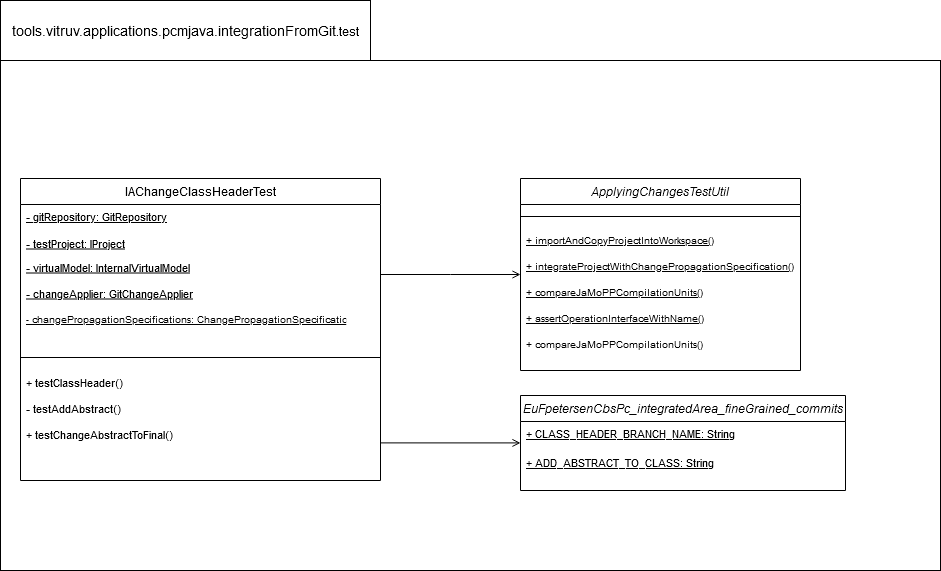 tools.vitruv.applications.pcmjava.integrationFromGit.test
IAChangeClassHeaderTest
- gitRepository: GitRepository
- testProject: IProject
- virtualModel: InternalVirtualModel
- changeApplier: GitChangeApplier
- changePropagationSpecifications: ChangePropagationSpecificatic
+ testClassHeader()
- testAddAbstract()
+ testChangeAbstractToFinal()
ApplyingChangesTestUtil
+ importAndCopyProjectIntoWorkspace()
+ integrateProjectWithChangePropagationSpecification()
+ compareJaMoPPCompilationUnits()
+ assertOperationInterfaceWithName()
+ compareJaMoPPCompilationUnits()
EuFpetersenCbsPc_integratedArea_fineGrained_commits
+ CLASS_HEADER_BRANCH_NAME: String
+ ADD_ABSTRACT_TO_CLASS: String